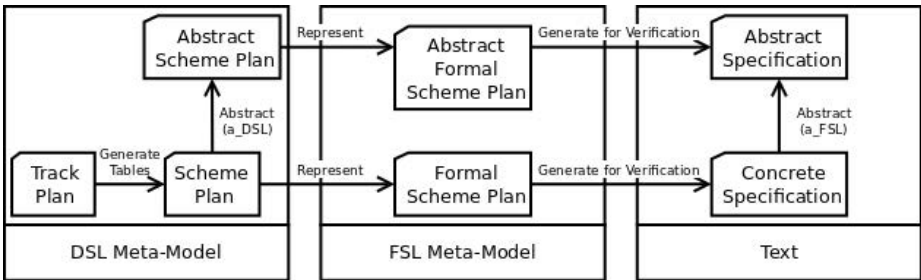 Abstract
Scheme Plan
Represent
Abstract
Formal
Scheme Plan
Generate for Verification
Abstract
Specification
Abstract
(a_DSL)
Abstract
(a_FSL)
Track
Plan
Generate
Tables
Scheme
Plan
Represent
Formal
Scheme Plan
Generate for Verification
Concrete
Specification
DSL Meta-Model
FSL Meta-Model
Text